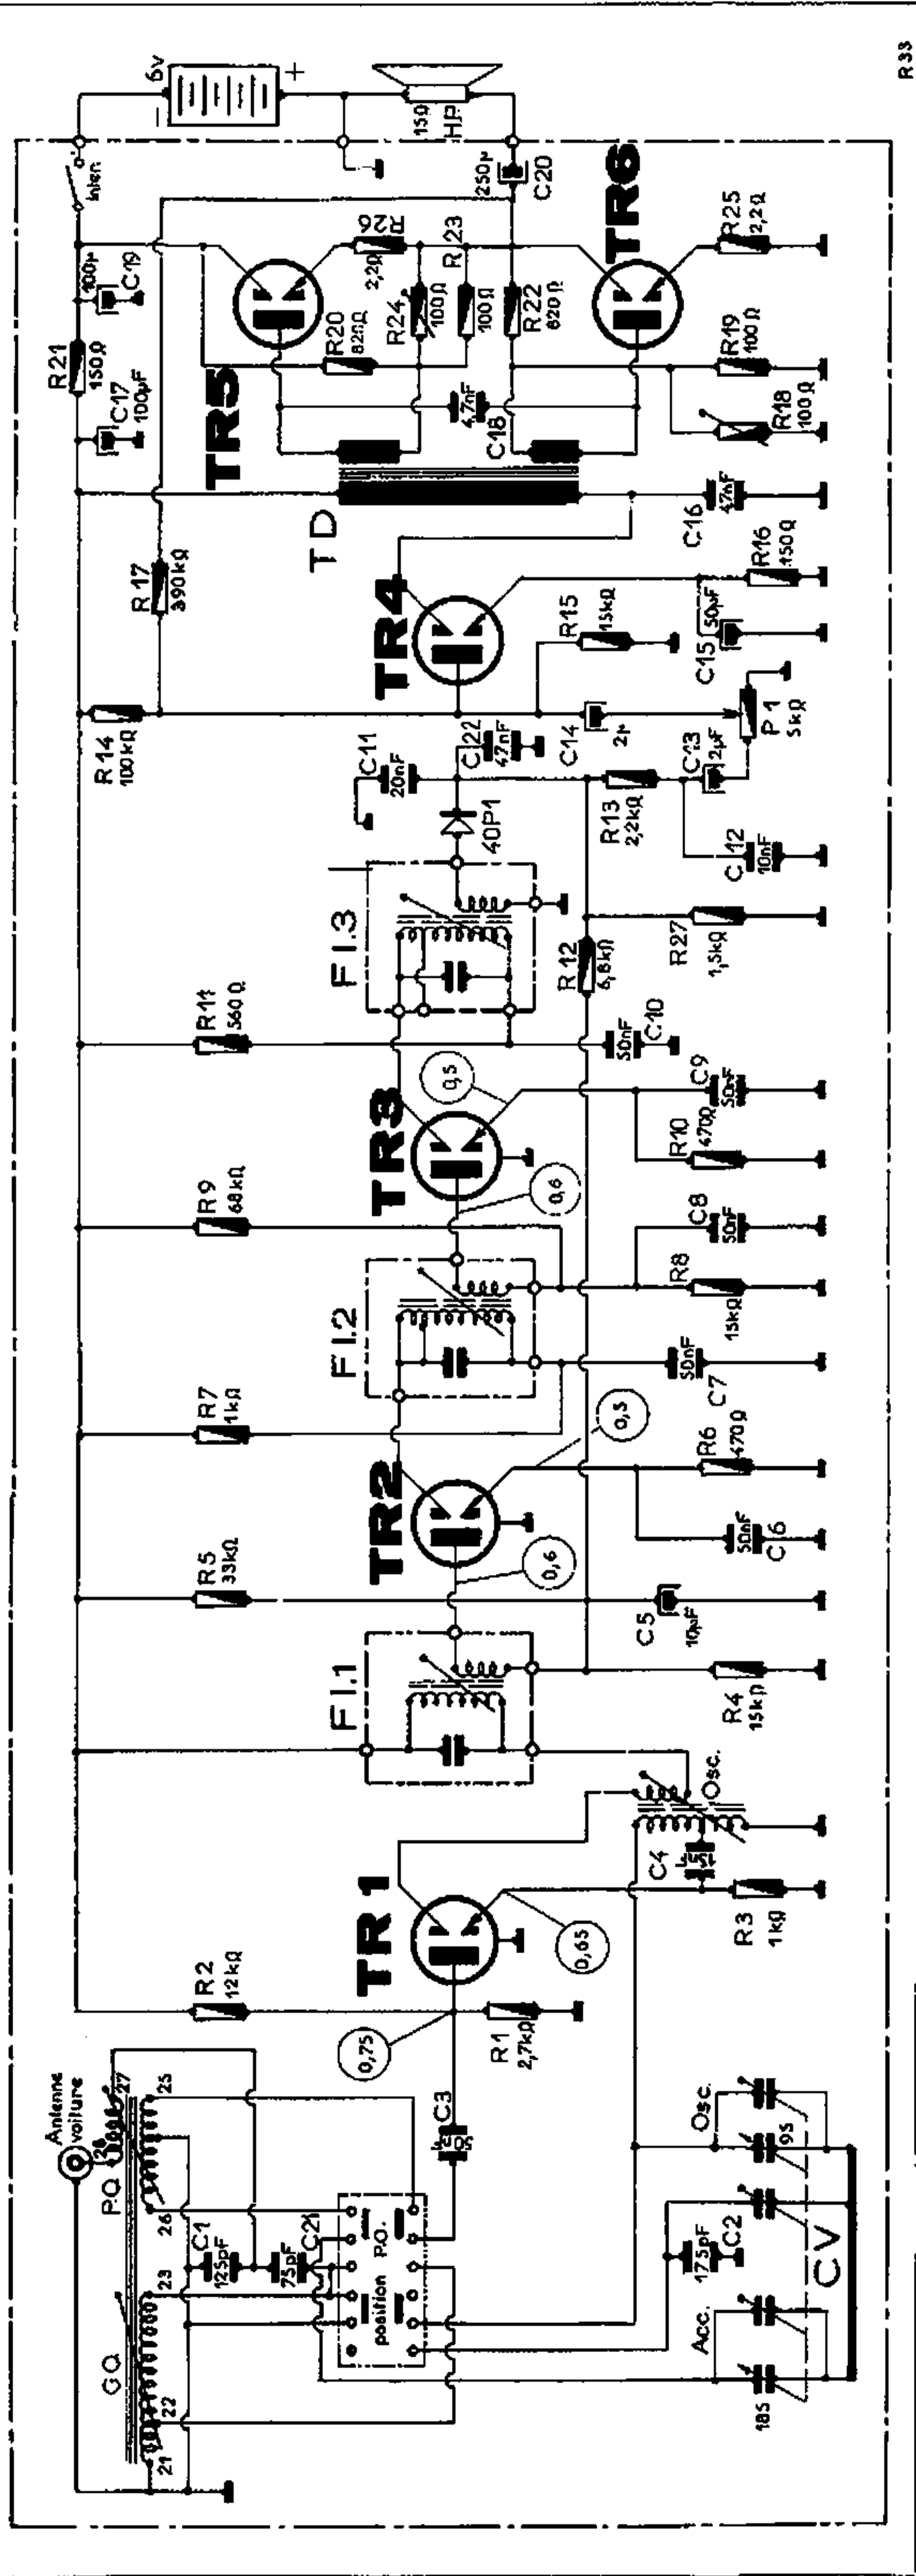 Antenne
voiture
G.O.
P.O.
21
22
23
26
25
27
28
C1
125pF
75pF
C21
position P.O.
C3
Acc.
185
175pF
C2
CV
Osc.
95
0,75
R2
12kΩ
R1
2,7kΩ
TR1
0,65
R3
1kΩ
C4
Osc.
FI.1
R5
33kΩ
R4
15kΩ
C5
10µF
0,6
TR2
0,5
C6
50nF
R6
470Ω
R7
1kΩ
FI.2
C7
50nF
R8
15kΩ
C8
50nF
R9
68kΩ
0,6
TR3
0,5
R10
470Ω
C9
50nF
R11
560Ω
FI.3
C10
50nF
R12
6,8kΩ
R27
1,5kΩ
40P1
C11
20nF
C22
47nF
R13
2,2kΩ
C12
10nF
C13
2µF
P1
5kΩ
C14
2µ
R14
100kΩ
R15
15kΩ
R17
390kΩ
TR4
C15
50µF
R16
150Ω
TD
C16
47nF
C17
100µF
R21
150Ω
100µ
C19
TR5
R20
820Ω
C18
4,7nF
R24
100Ω
R23
100Ω
R26
2,2Ω
R22
820Ω
R18
100Ω
R19
100Ω
TR6
R25
2,2Ω
250µ
C20
Inter.
6v
−
+
15Ω
HP.
R33